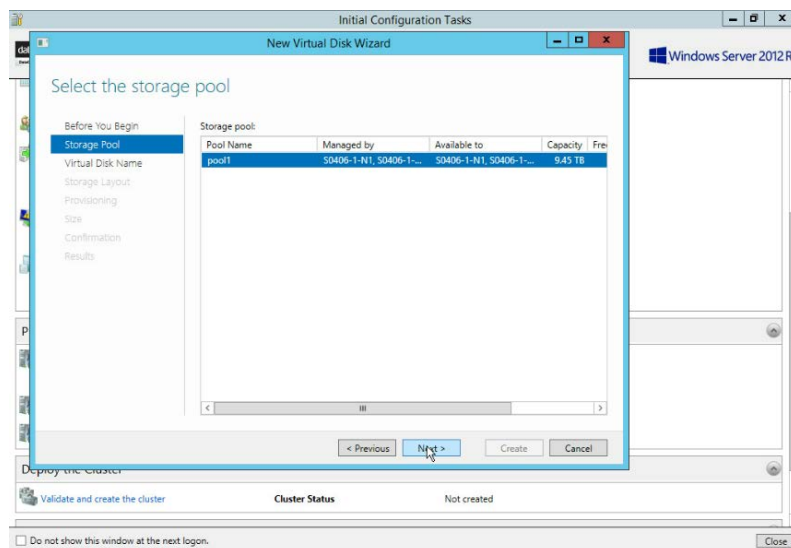 Initial Configuration Tasks
New Virtual Disk Wizard
Windows Server 2012 R
Select the storage pool
Before You Begin
Storage Pool
Virtual Disk Name
Storage Layout
Provisioning
Size
Confirmation
Results
Storage pool:
Pool Name Managed by Available to Capacity Fre
pool1 S0406-1-N1, S0406-1-... S0406-1-N1, S0406-1-... 9.45 TB
< Previous Next > Create Cancel
P
Deploy the Cluster
Validate and create the cluster Cluster Status Not created
Do not show this window at the next logon. Close